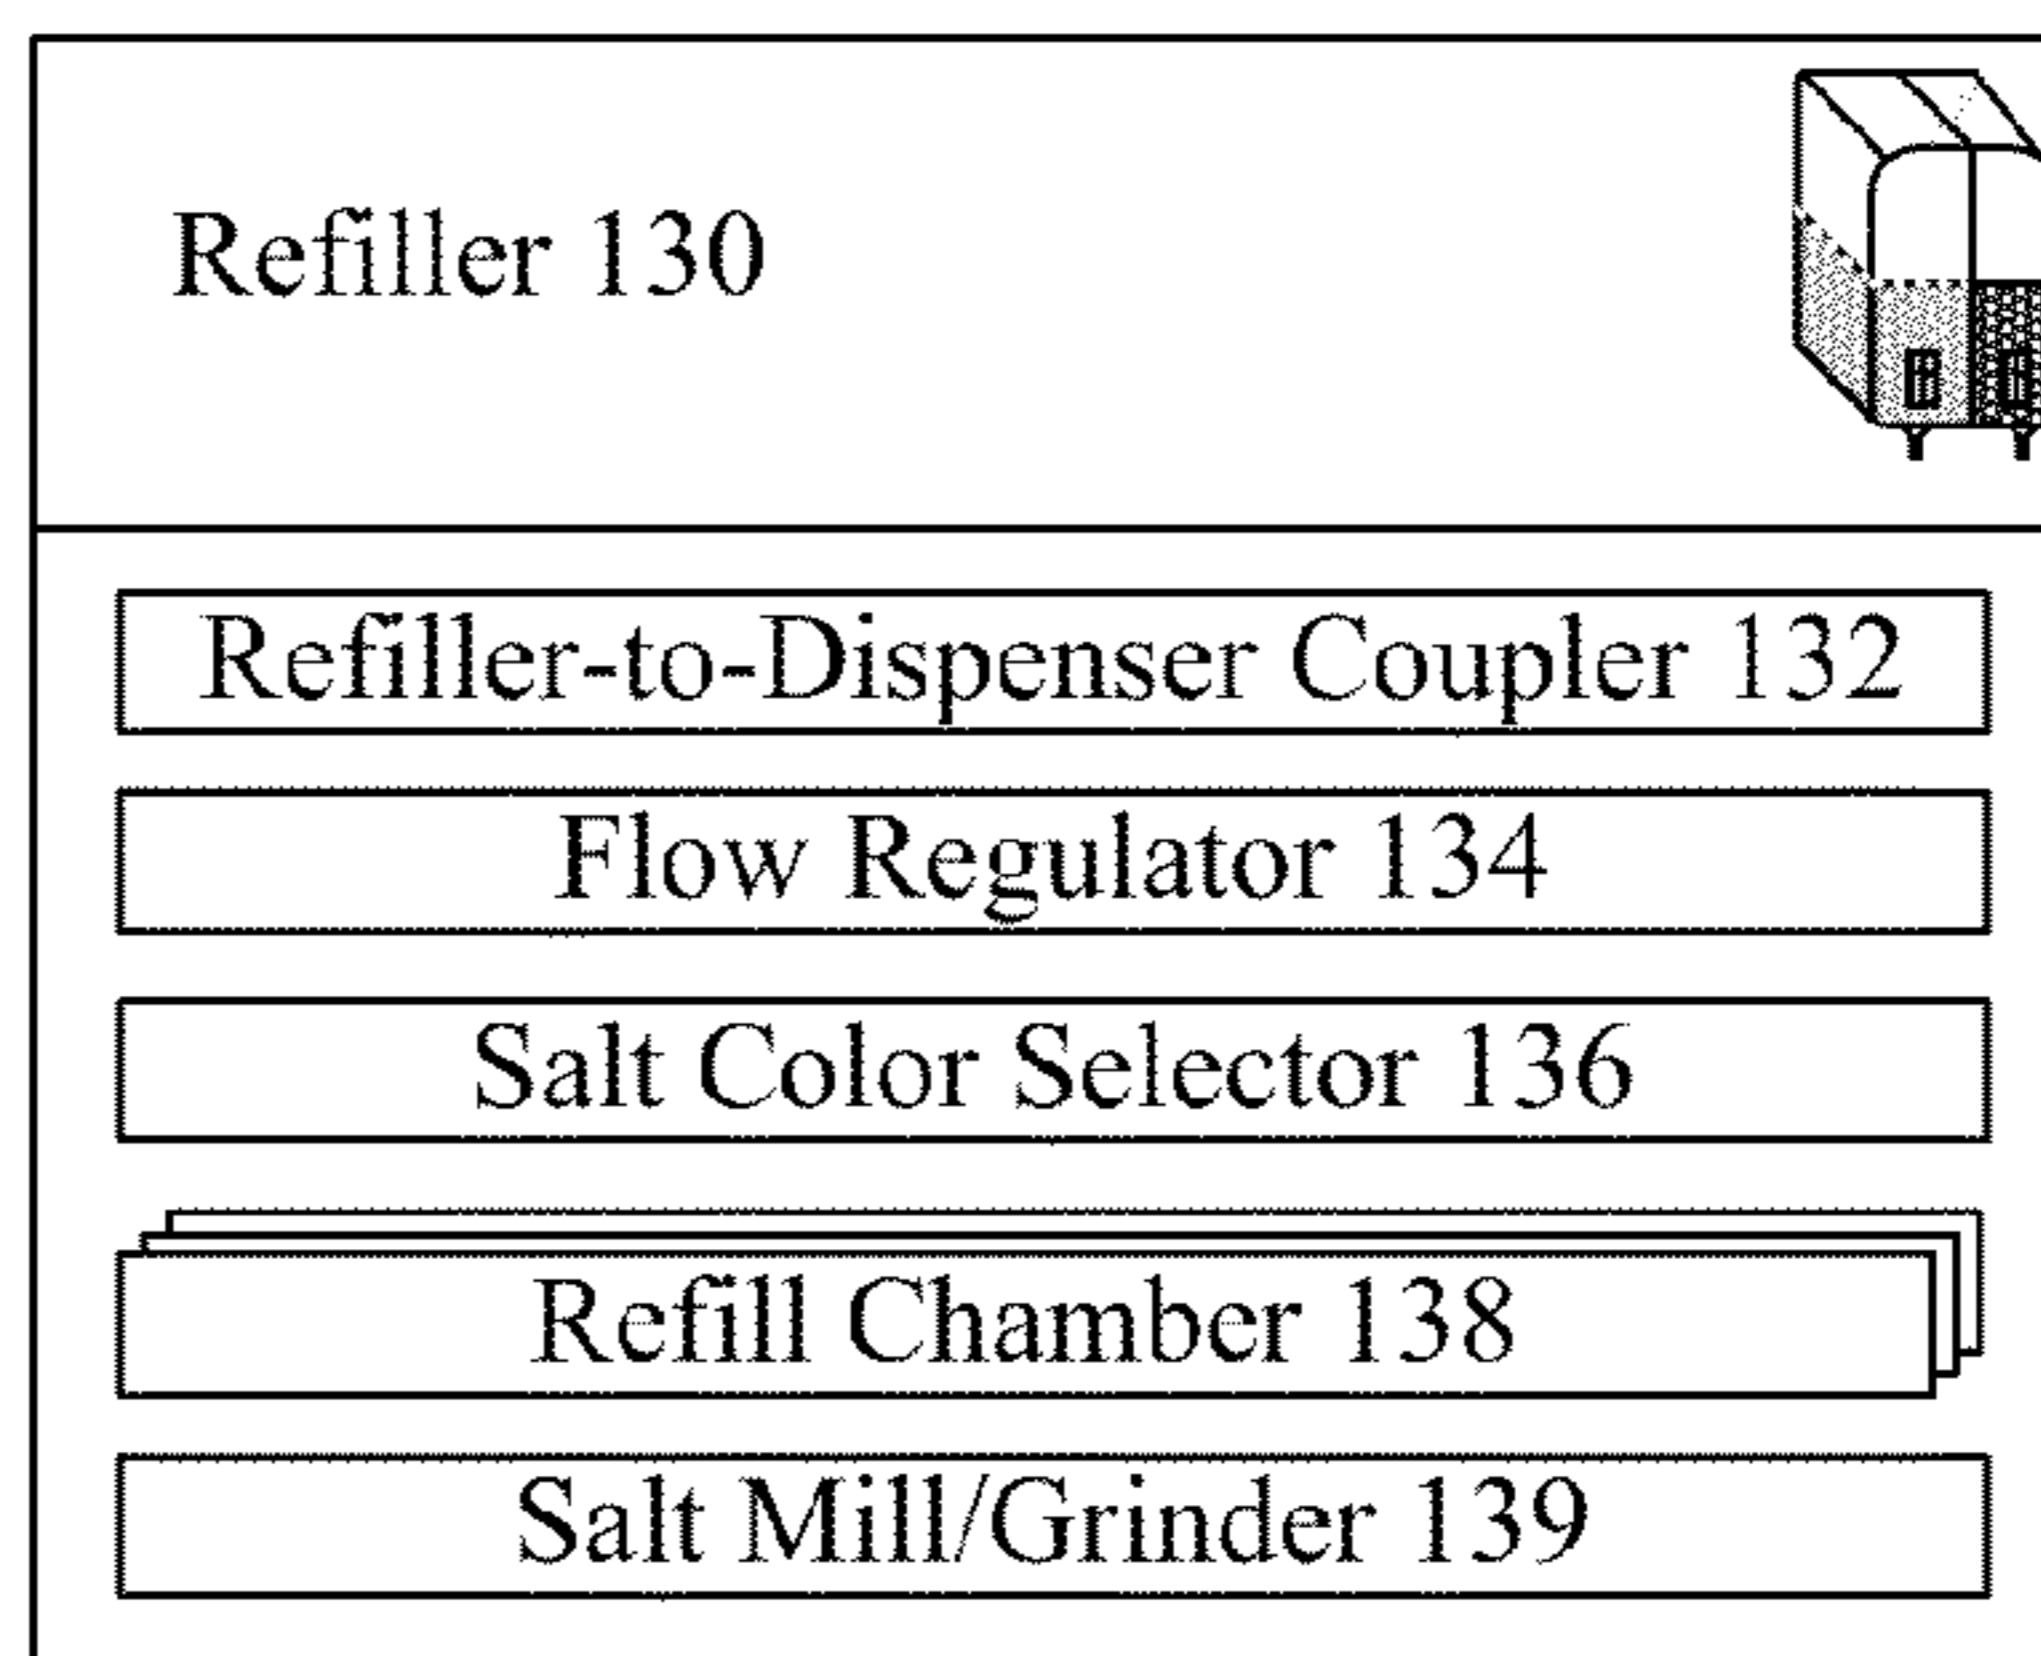 Refiller 130
Refiller-to-Dispenser Coupler 132
Flow Regulator 134
Salt Color Selector 136
Refill Chamber 138
Salt Mill/Grinder 139